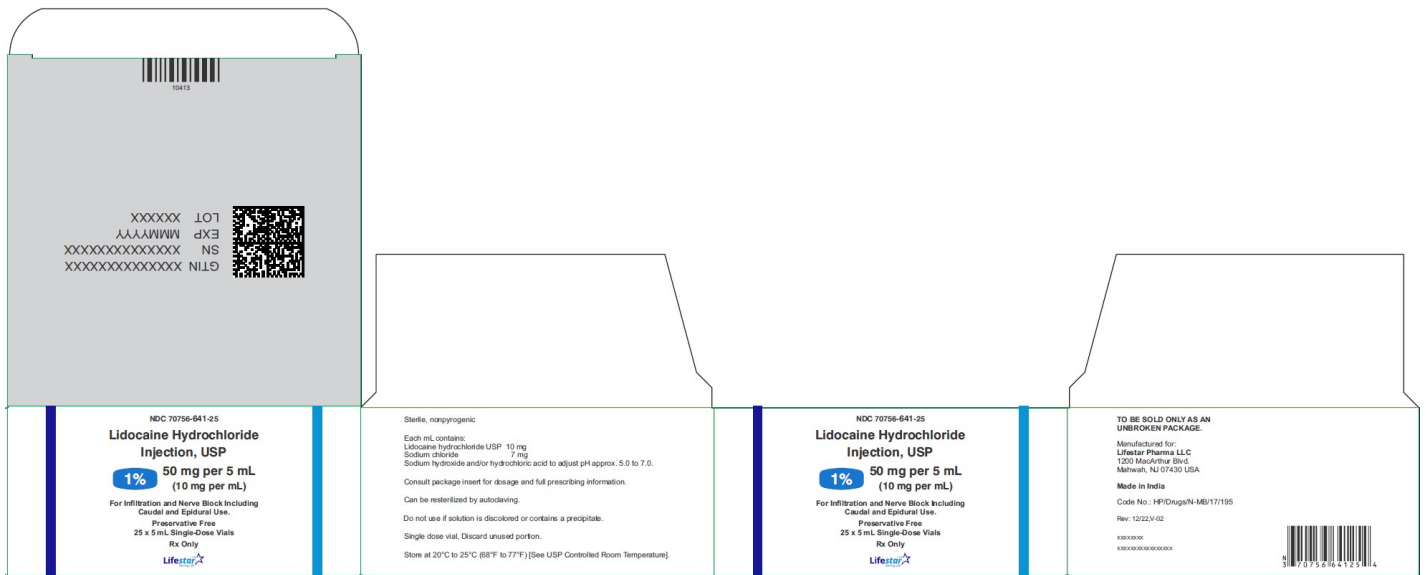 10413
GTIN XXXXXXXXXXXXXX
SN XXXXXXXXXXXXXX
EXP MMMYYYY
LOT XXXXXX
NDC 70756-641-25
Lidocaine Hydrochloride
Injection, USP
1%
50 mg per 5 mL
(10 mg per mL)
For Infiltration and Nerve Block Including
Caudal and Epidural Use.
Preservative Free
25 x 5 mL Single-Dose Vials
Rx Only
Lifestar
Sterile, nonpyrogenic
Each mL contains:
Lidocaine hydrochloride USP 10 mg
Sodium chloride 7 mg
Sodium hydroxide and/or hydrochloric acid to adjust pH approx. 5.0 to 7.0.
Consult package insert for dosage and full prescribing information.
Can be resterilized by autoclaving.
Do not use if solution is discolored or contains a precipitate.
Single dose vial, Discard unused portion.
Store at 20°C to 25°C (68°F to 77°F) [See USP Controlled Room Temperature].
NDC 70756-641-25
Lidocaine Hydrochloride
Injection, USP
1%
50 mg per 5 mL
(10 mg per mL)
For Infiltration and Nerve Block Including
Caudal and Epidural Use.
Preservative Free
25 x 5 mL Single-Dose Vials
Rx Only
Lifestar
TO BE SOLD ONLY AS AN
UNBROKEN PACKAGE.
Manufactured for:
Lifestar Pharma LLC
1200 MacArthur Blvd.
Mahwah, NJ 07430 USA
Made in India
Code No.: HP/Drugs/N-MB/17/195
Rev: 12/22,V-02
xxxxxxxx
xxxxxxxxxxxxxxxxx
N
3 70756 64125 4